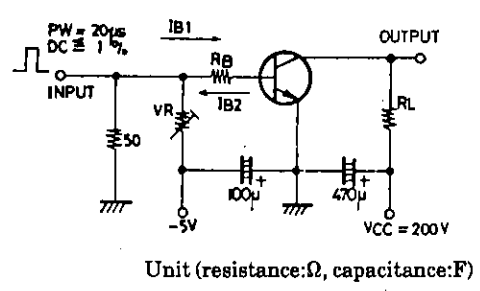 PW = 20μs
DC ≦ 1 %
IB1
OUTPUT
INPUT
RB
IB2
VR
50
RL
100μ
+
+
470μ
-5V
VCC = 200V
Unit (resistance:Ω, capacitance:F)